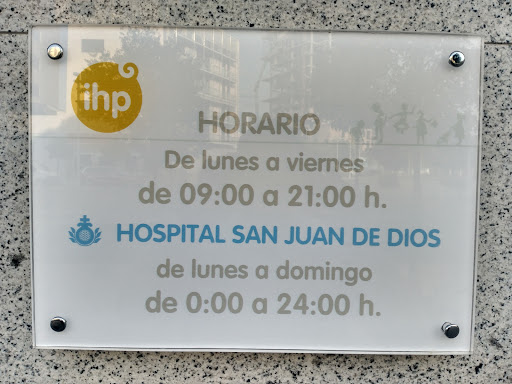 ihp
HORARIO
De lunes a viernes
de 09:00 a 21:00 h.
HOSPITAL SAN JUAN DE DIOS
de lunes a domingo
de 0:00 a 24:00 h.